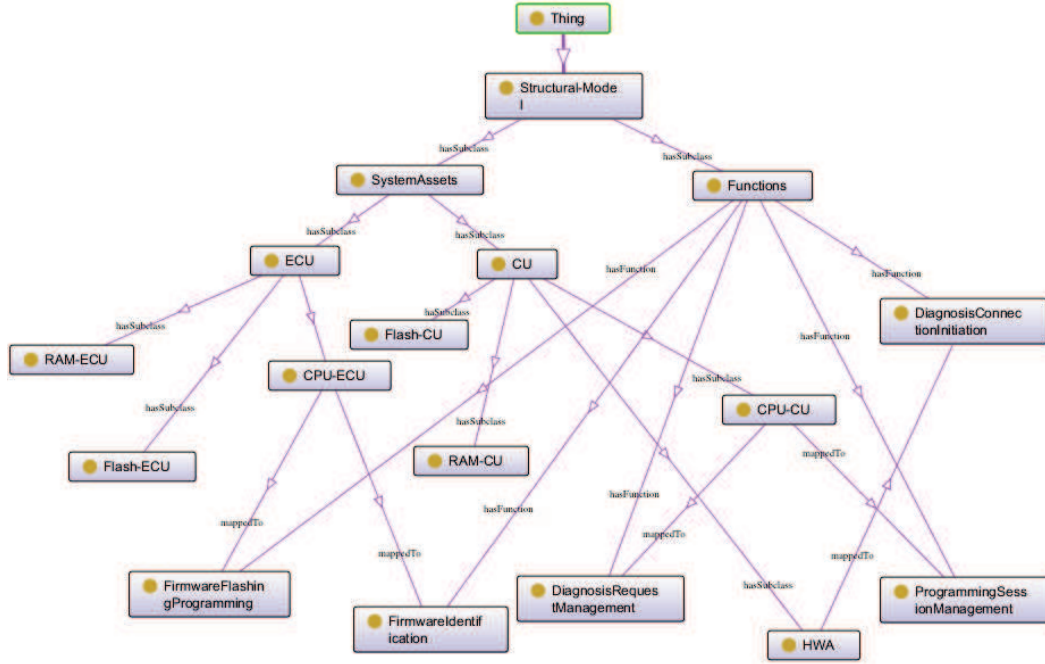 Thing
Structural-Mode
l
hasSubclass
hasSubclass
SystemAssets
Functions
hasSubclass
hasSubclass
ECU
CU
hasFunction
hasFunction
DiagnosisConnec
tionInitiation
hasSubclass
haSubclass
Flash-CU
hasFunction
RAM-ECU
CPU-ECU
hasSubclass
hasSubclass
CPU-CU
hasSubclass
Flash-ECU
RAM-CU
mappedTo
hasFunction
hasFunction
mappedTo
mappedTo
mappedTo
mappedTo
FirmwareFlashin
gProgramming
DiagnosisReques
tManagement
hasSubclass
ProgrammingSess
ionManagement
FirmwareIdentif
ication
HWA